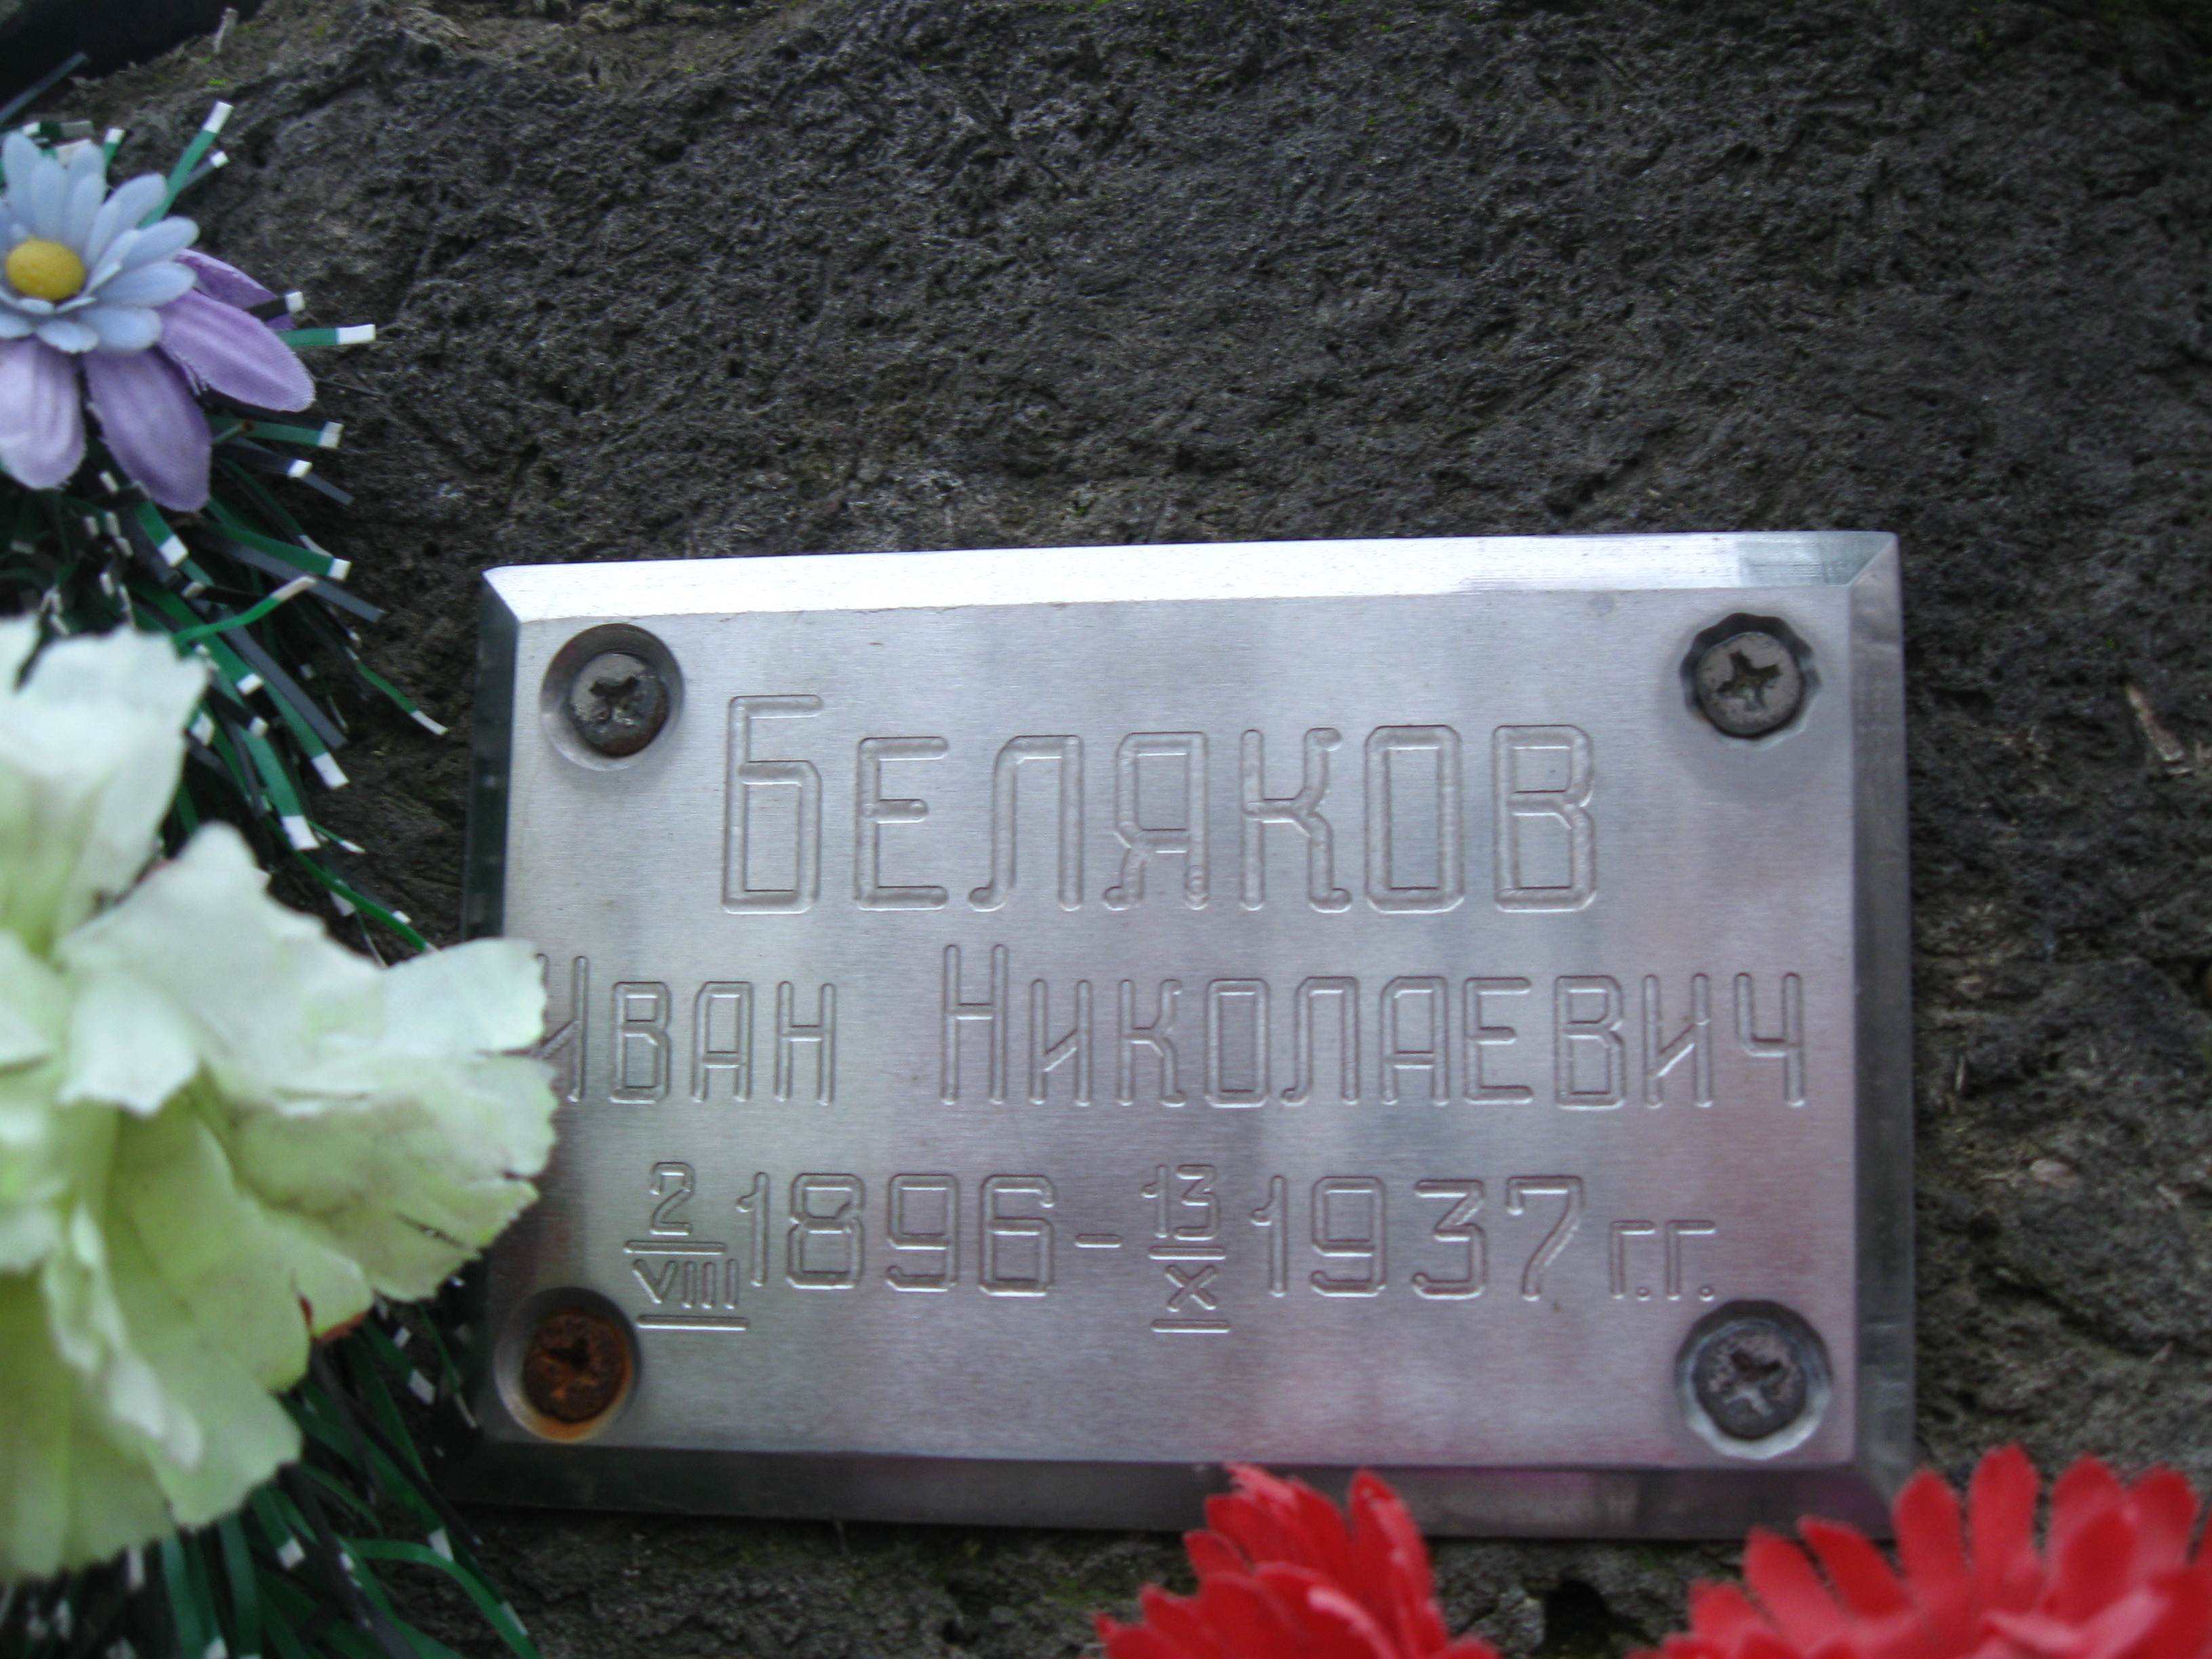 Беляков
Иван Николаевич
2/VIII 1896 - 13/X 1937 г.г.